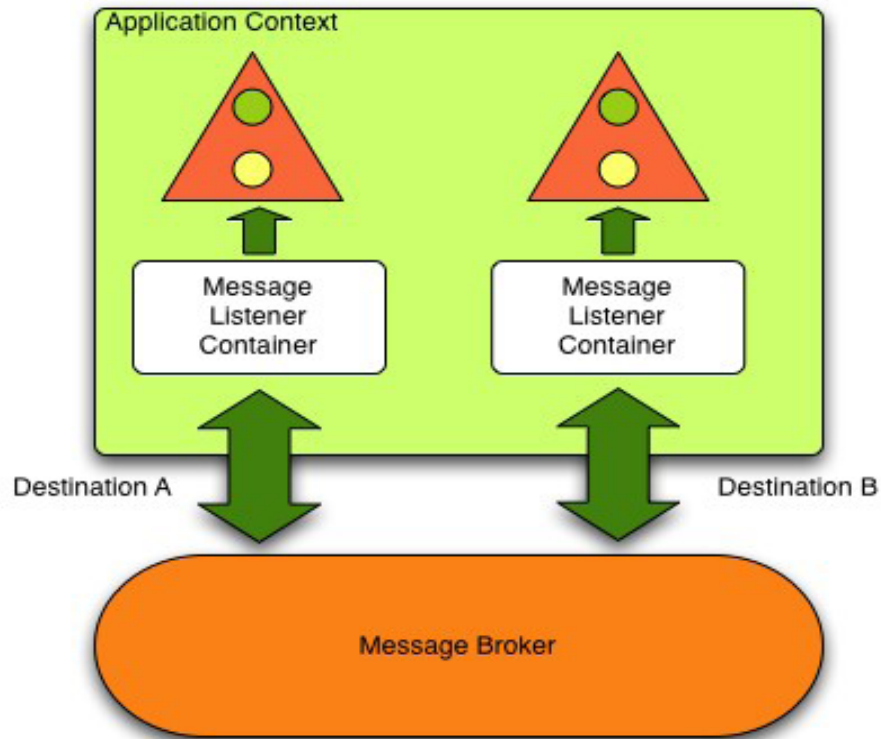 Application Context
Message
Listener
Container
Message
Listener
Container
Destination A
Destination B
Message Broker